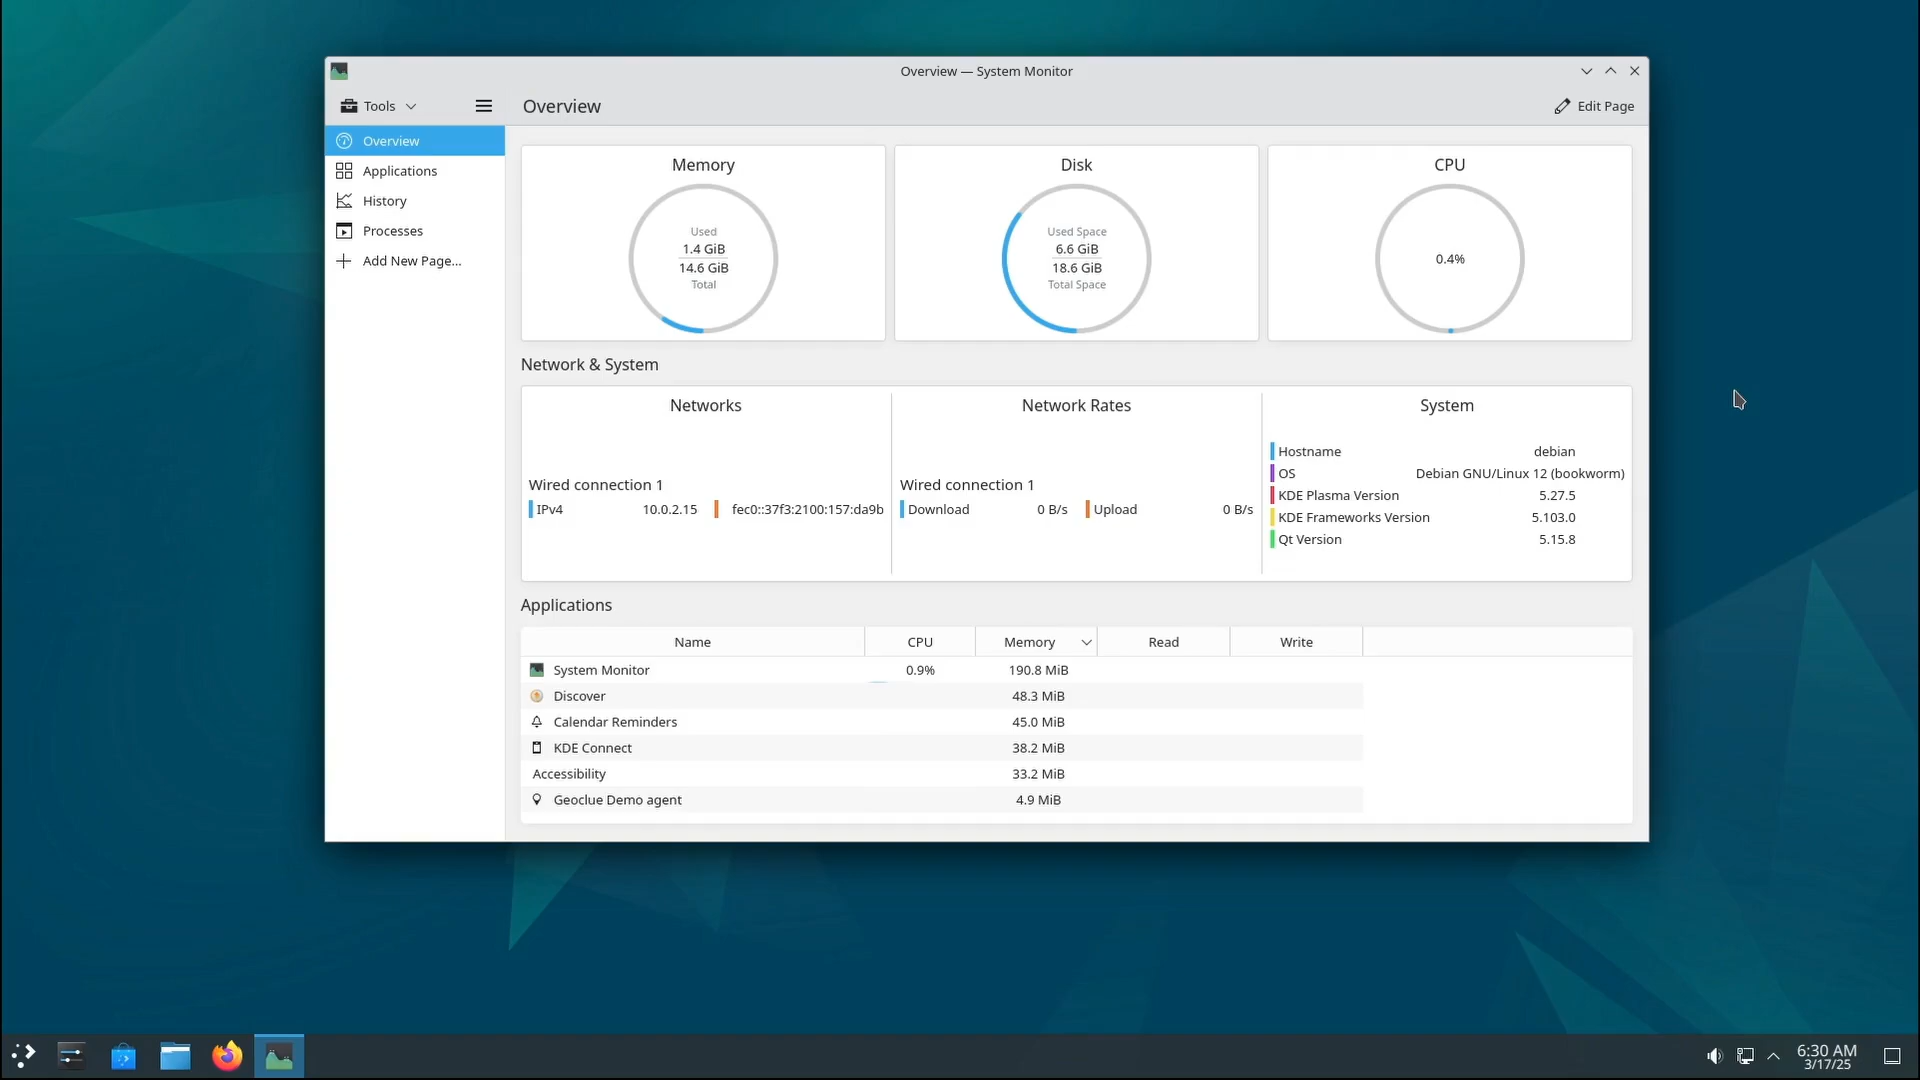 Overview — System Monitor
Tools
Overview
Edit Page
Overview
Applications
History
Processes
Add New Page...
Memory
Used
1.4 GiB
14.6 GiB
Total
Disk
Used Space
6.6 GiB
18.6 GiB
Total Space
CPU
0.4%
Network & System
Networks
Wired connection 1
IPv4 10.0.2.15 fec0::37f3:2100:157:da9b
Network Rates
Wired connection 1
Download 0 B/s Upload 0 B/s
System
Hostname debian
OS Debian GNU/Linux 12 (bookworm)
KDE Plasma Version 5.27.5
KDE Frameworks Version 5.103.0
Qt Version 5.15.8
Applications
Name CPU Memory Read Write
System Monitor 0.9% 190.8 MiB
Discover 48.3 MiB
Calendar Reminders 45.0 MiB
KDE Connect 38.2 MiB
Accessibility 33.2 MiB
Geoclue Demo agent 4.9 MiB
6:30 AM
3/17/25